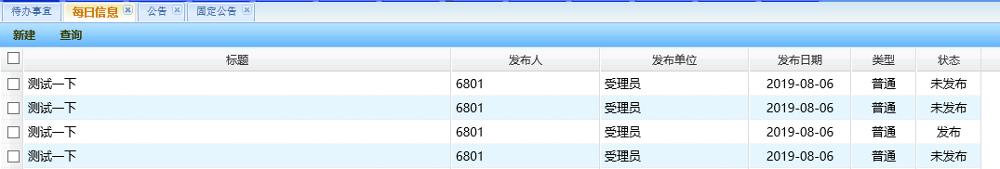 待办事宜 每日信息 公告 固定公告
新建 查询
标题 发布人 发布单位 发布日期 类型 状态
测试一下 6801 受理员 2019-08-06 普通 未发布
测试一下 6801 受理员 2019-08-06 普通 未发布
测试一下 6801 受理员 2019-08-06 普通 发布
测试一下 6801 受理员 2019-08-06 普通 未发布